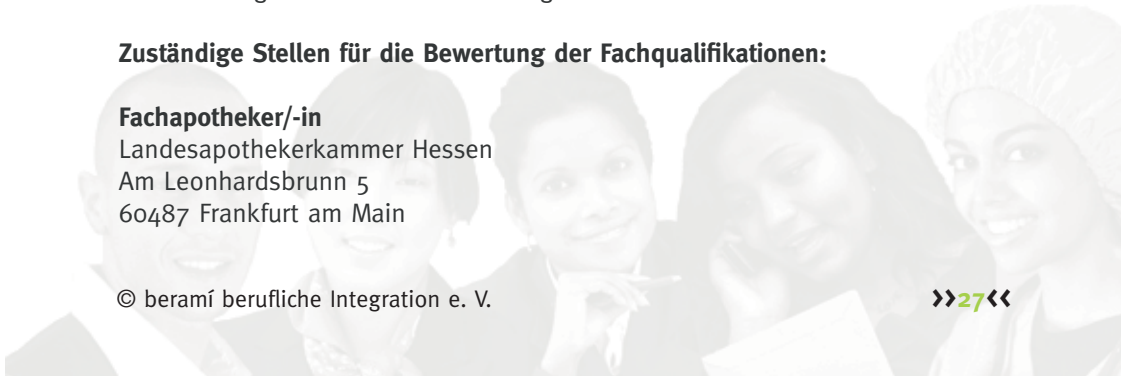 Zuständige Stellen für die Bewertung der Fachqualifikationen:
Fachapotheker/-in
Landesapothekerkammer Hessen
Am Leonhardsbrunn 5
60487 Frankfurt am Main
© beramí berufliche Integration e. V.
>>27<<